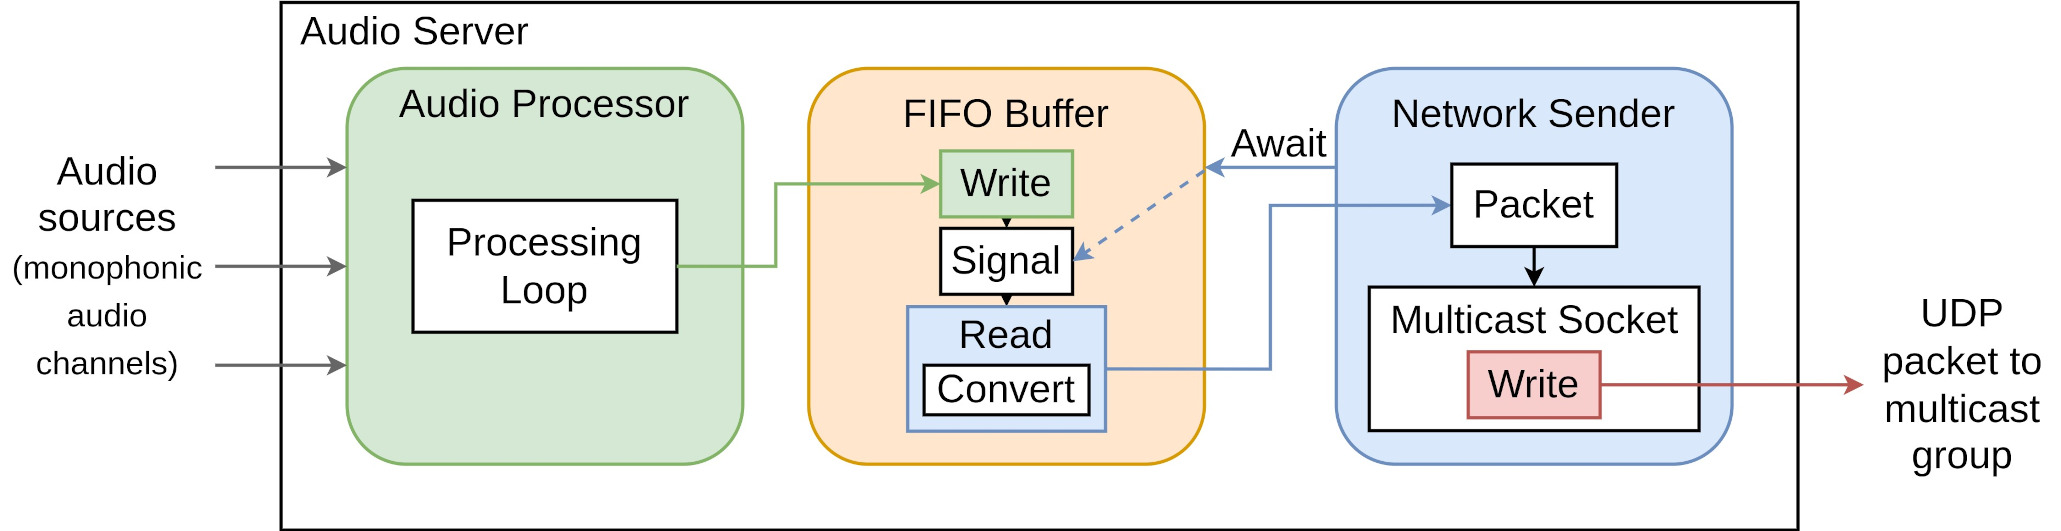 Audio Server
Audio
sources
(monophonic
audio
channels)
Audio Processor
Processing
Loop
FIFO Buffer
Write
Signal
Read
Convert
Await
Network Sender
Packet
Multicast Socket
Write
UDP
packet to
multicast
group